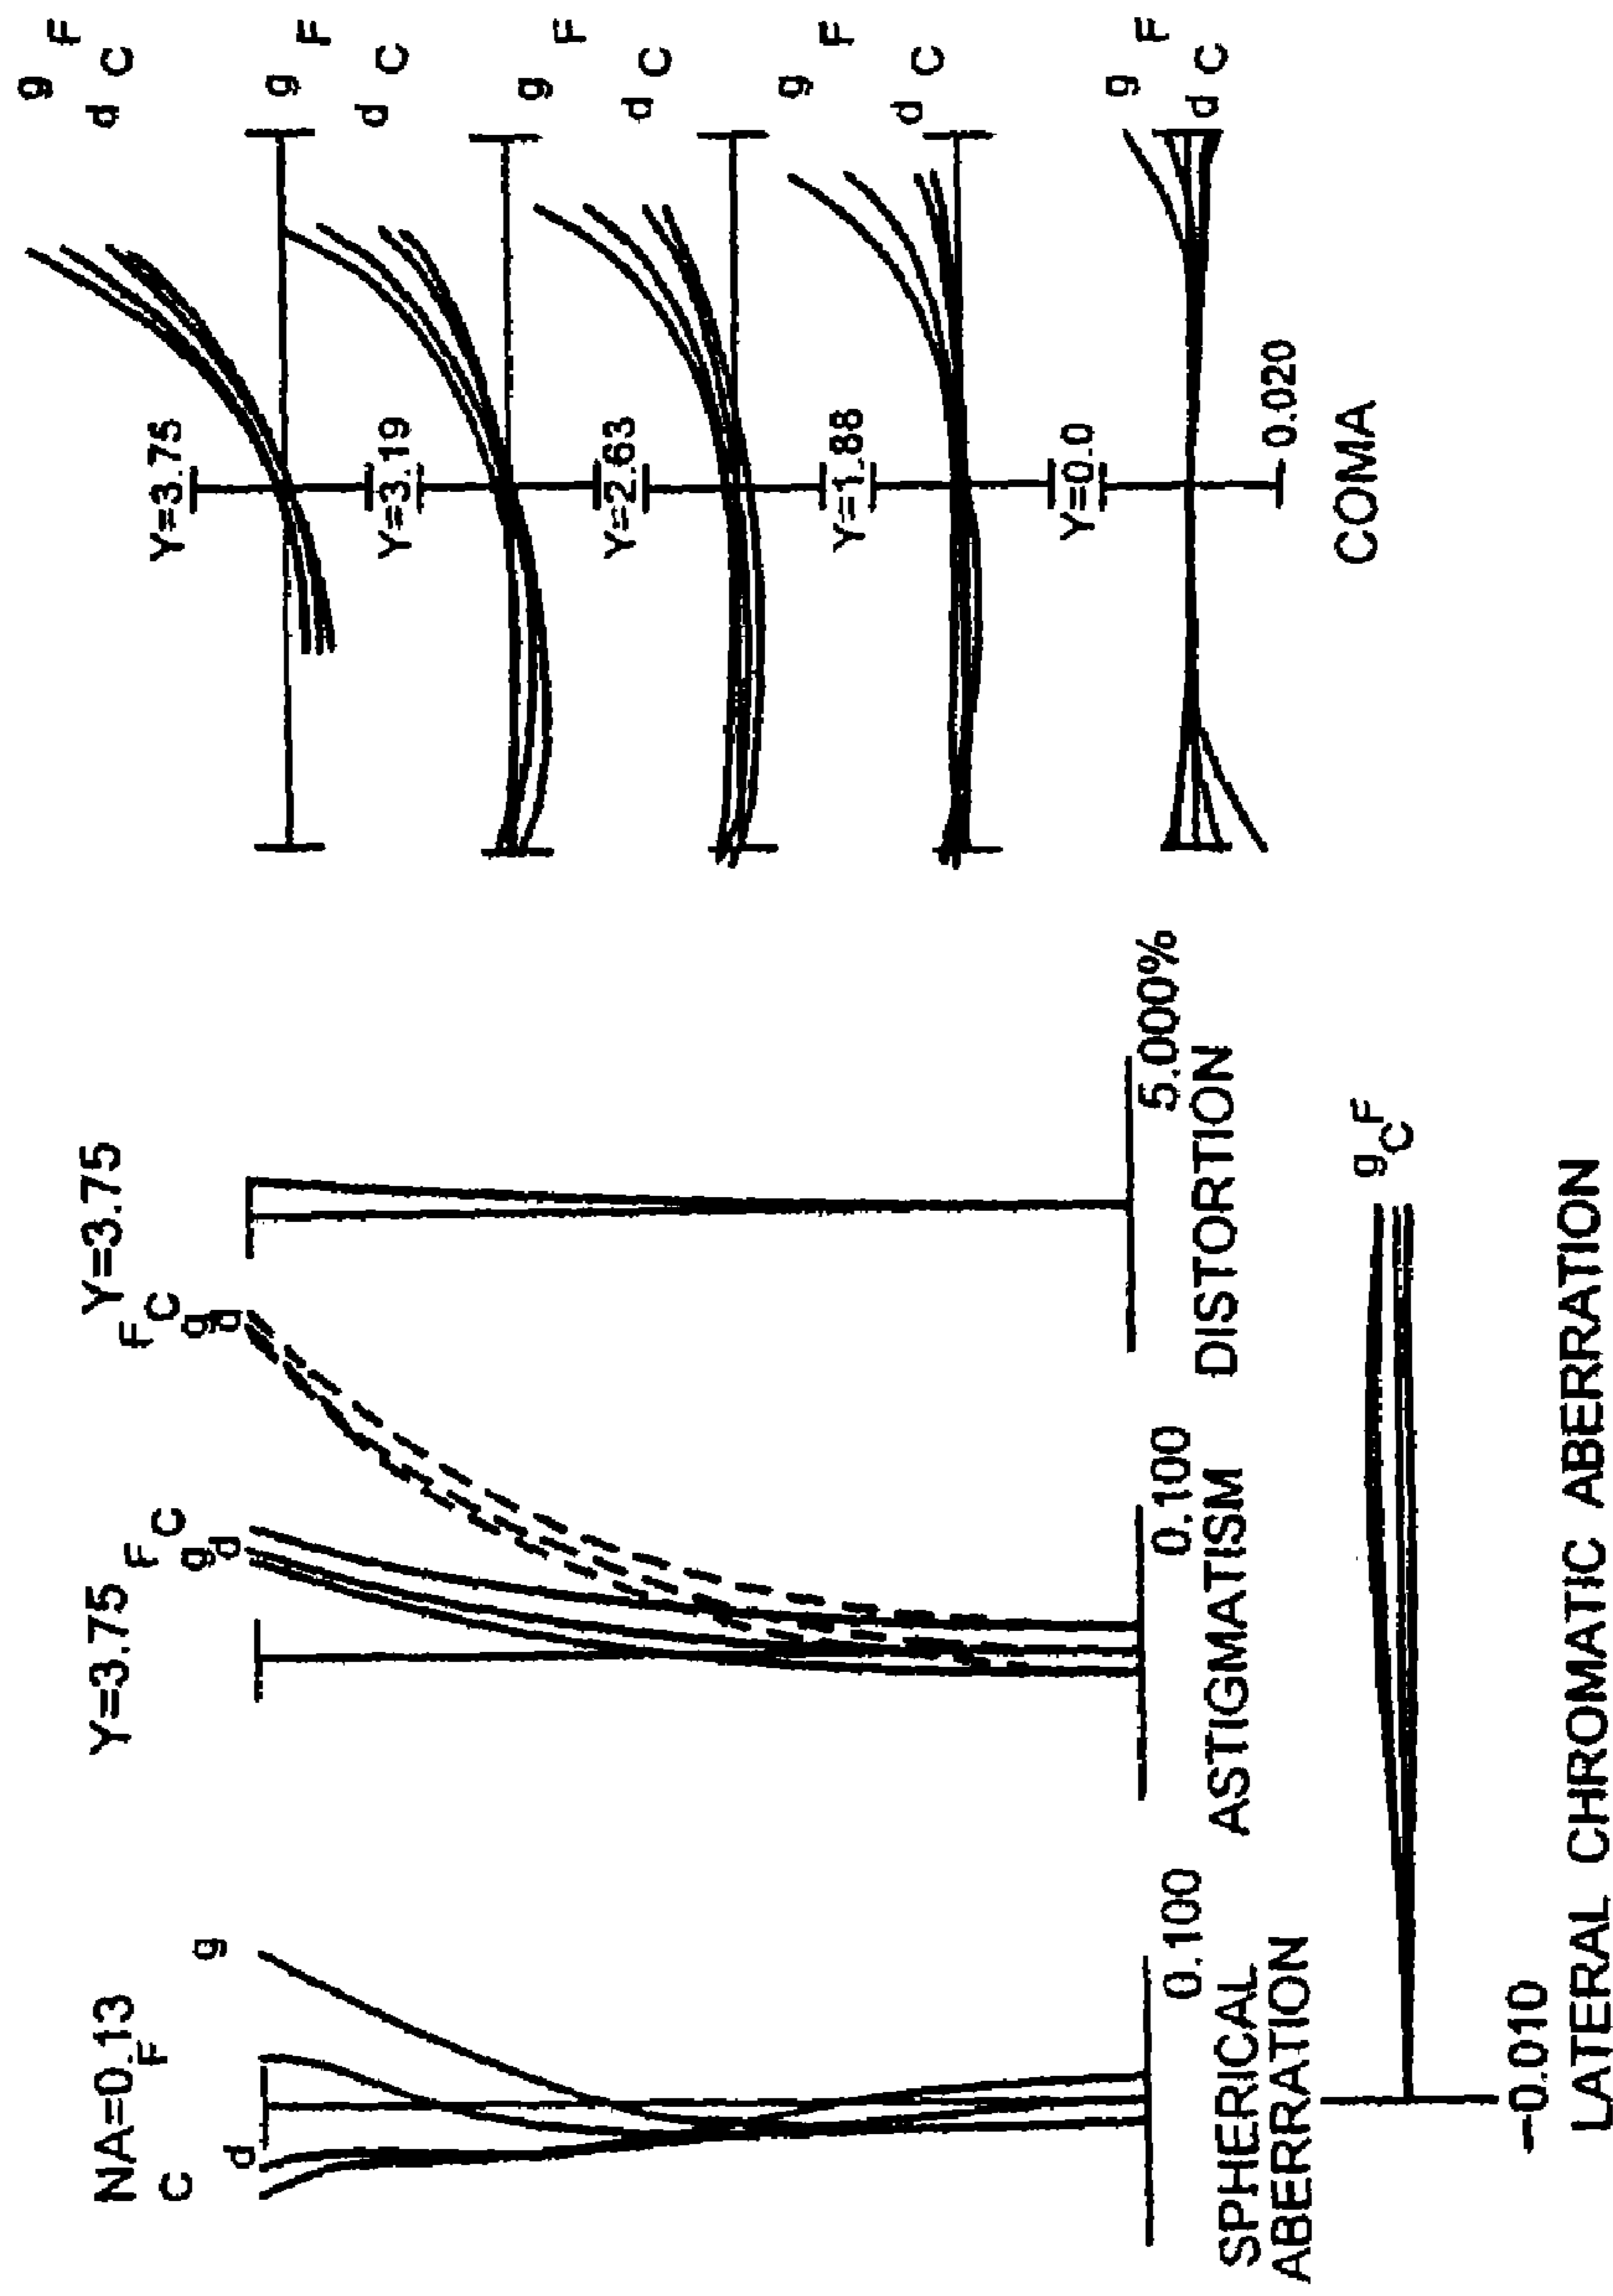 NA=0.13
F
C
d
g
0.100
SPHERICAL
ABERRATION
Y=3.75
F
C
g
d
F
C
g
d
0.100
ASTIGMATISM
Y=3.75
5.000%
DISTORTION
Y=3.75
g
F
d
C
Y=3.19
g
F
d
C
Y=2.63
g
F
d
C
Y=1.88
g
F
d
C
Y=0.0
g
F
d
C
0.020
COMA
g
F
C
-0.010
LATERAL CHROMATIC ABERRATION